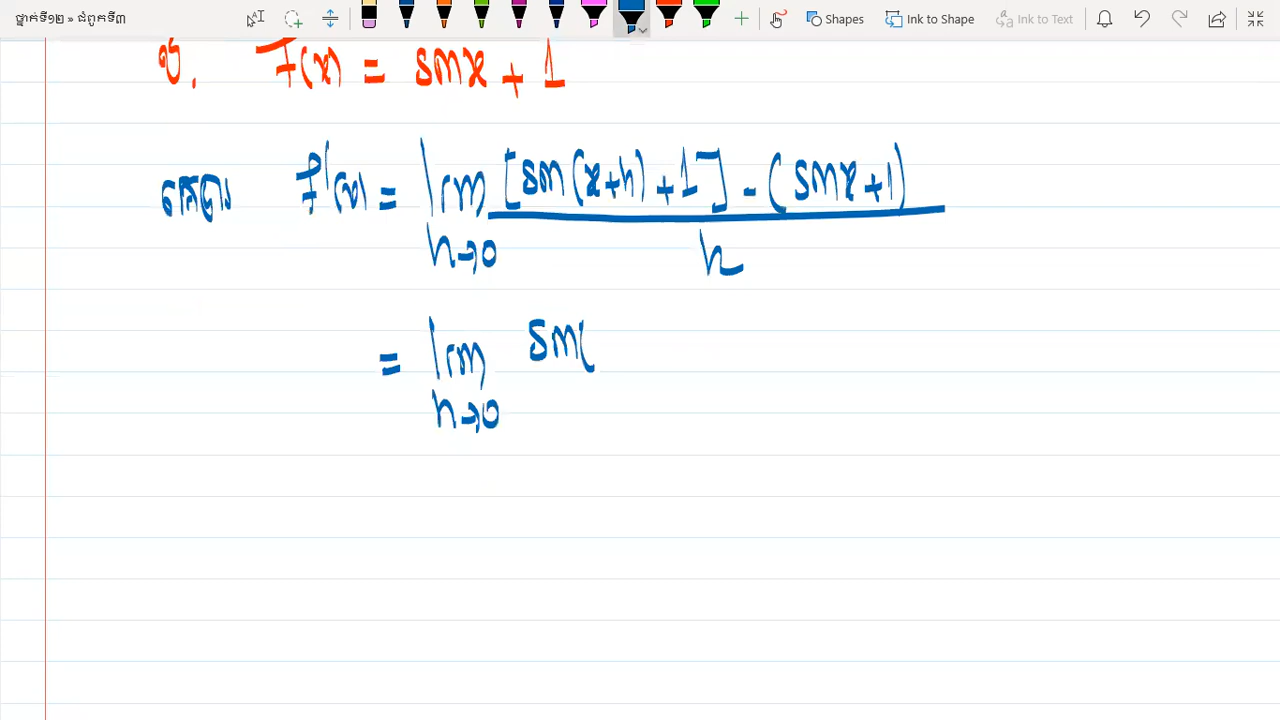 ថ្នាក់ទី១២ » ជំពូកទី៣ Shapes Ink to Shape Ink to Text
ខ. F(x) = sinx + 1
គេបាន f'(x) = lim [sin(x+h) + 1] - (sinx + 1)
h→0 h
= lim sin(
h→0